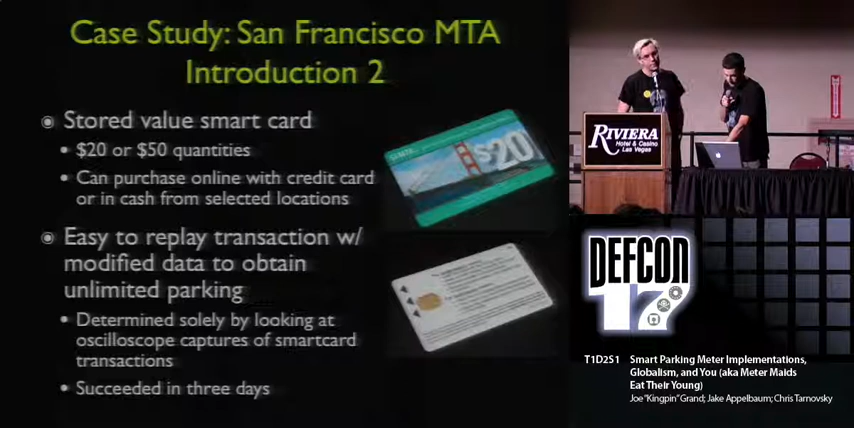 Case Study: San Francisco MTA
Introduction 2
Stored value smart card
$20 or $50 quantities
Can purchase online with credit card
or in cash from selected locations
Easy to replay transaction w/
modified data to obtain
unlimited parking
Determined solely by looking at
oscilloscope captures of smartcard
transactions
Succeeded in three days
$20
RIVIERA
Hotel & Casino
Las Vegas
DEFCON
17
T1D2S1 Smart Parking Meter Implementations,
Globalism, and You (aka Meter Maids
Eat Their Young)
Joe "Kingpin" Grand; Jake Appelbaum; Chris Tarnovsky